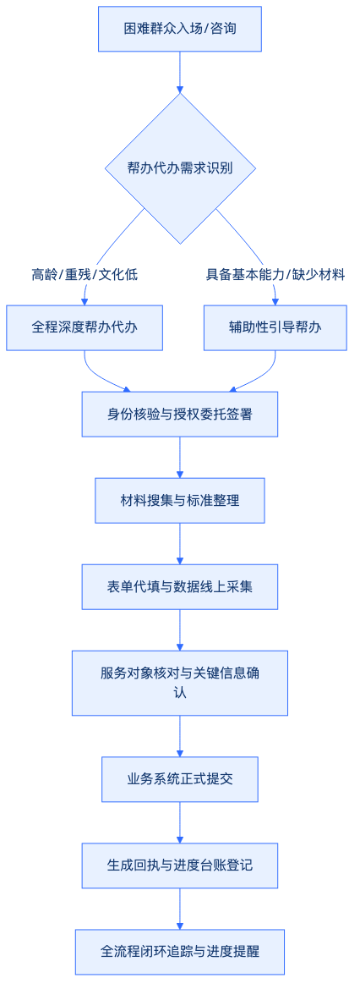 困难群众入场/咨询
帮办代办需求识别
高龄/重残/文化低
具备基本能力/缺少材料
全程深度帮办代办
辅助性引导帮办
身份核验与授权委托签署
材料搜集与标准整理
表单代填与数据线上采集
服务对象核对与关键信息确
认
业务系统正式提交
生成回执与进度台账登记
全流程闭环追踪与进度提醒